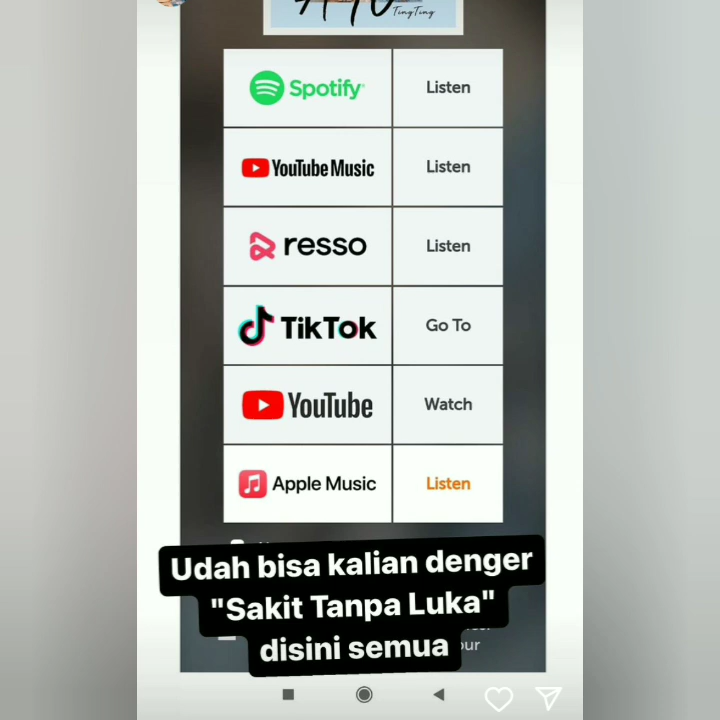 TingTing
Spotify
Listen
YouTube Music
Listen
resso
Listen
TikTok
Go To
YouTube
Watch
Apple Music
Listen
Udah bisa kalian denger
"Sakit Tanpa Luka"
disini semua